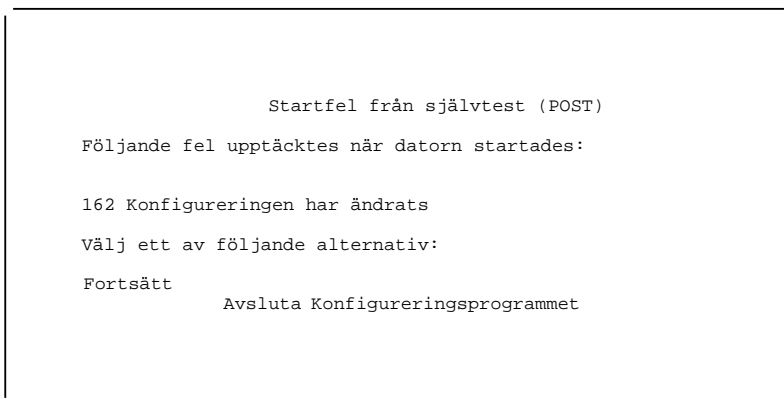 Startfel från självtest (POST)
Följande fel upptäcktes när datorn startades:
162 Konfigureringen har ändrats
Välj ett av följande alternativ:
Fortsätt
Avsluta Konfigureringsprogrammet